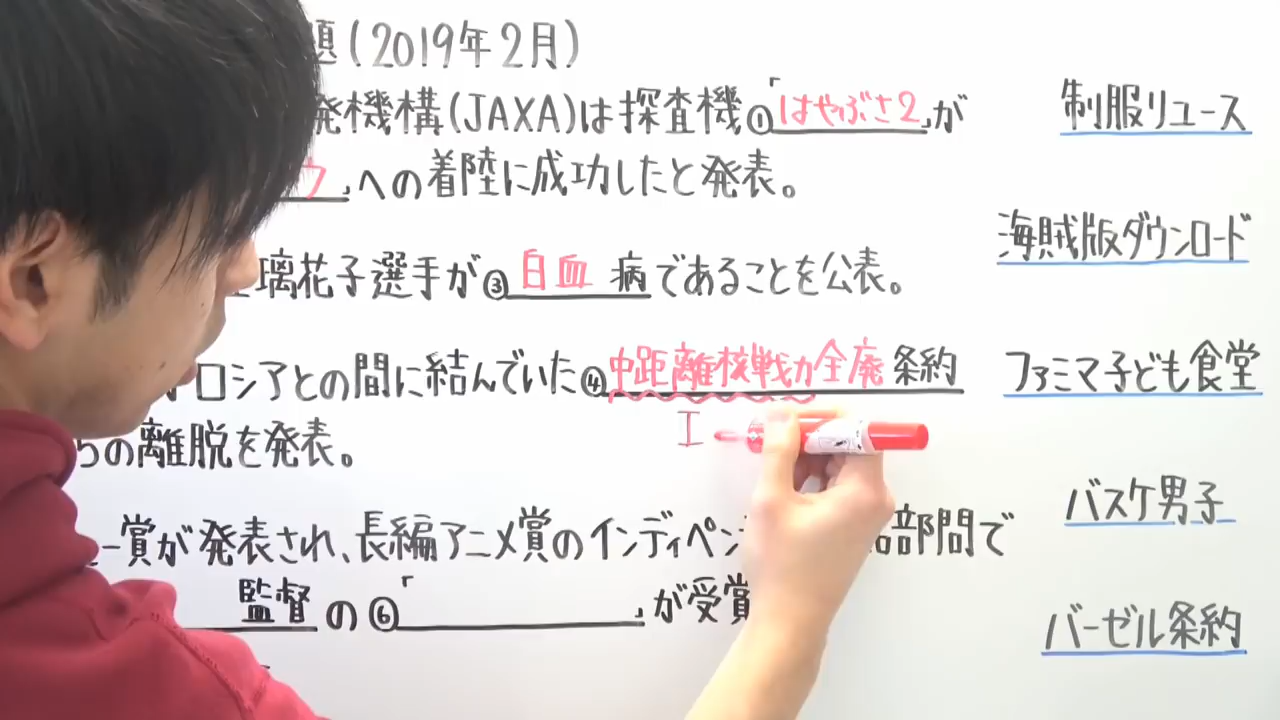 題(2019年2月)
発機構(JAXA)は探査機①「はやぶさ2」が
ウ」への着陸に成功したと発表。
璃花子選手が③白血病であることを公表。
ロシアとの間に結んでいた④中距離核戦力全廃条約
I
らの離脱を発表。
ー賞が発表され、長編アニメ賞のインディペン
部門で
監督の⑥「 」が受賞
制服リユース
海賊版ダウンロード
ファミマ子ども食堂
バスケ男子
バーゼル条約